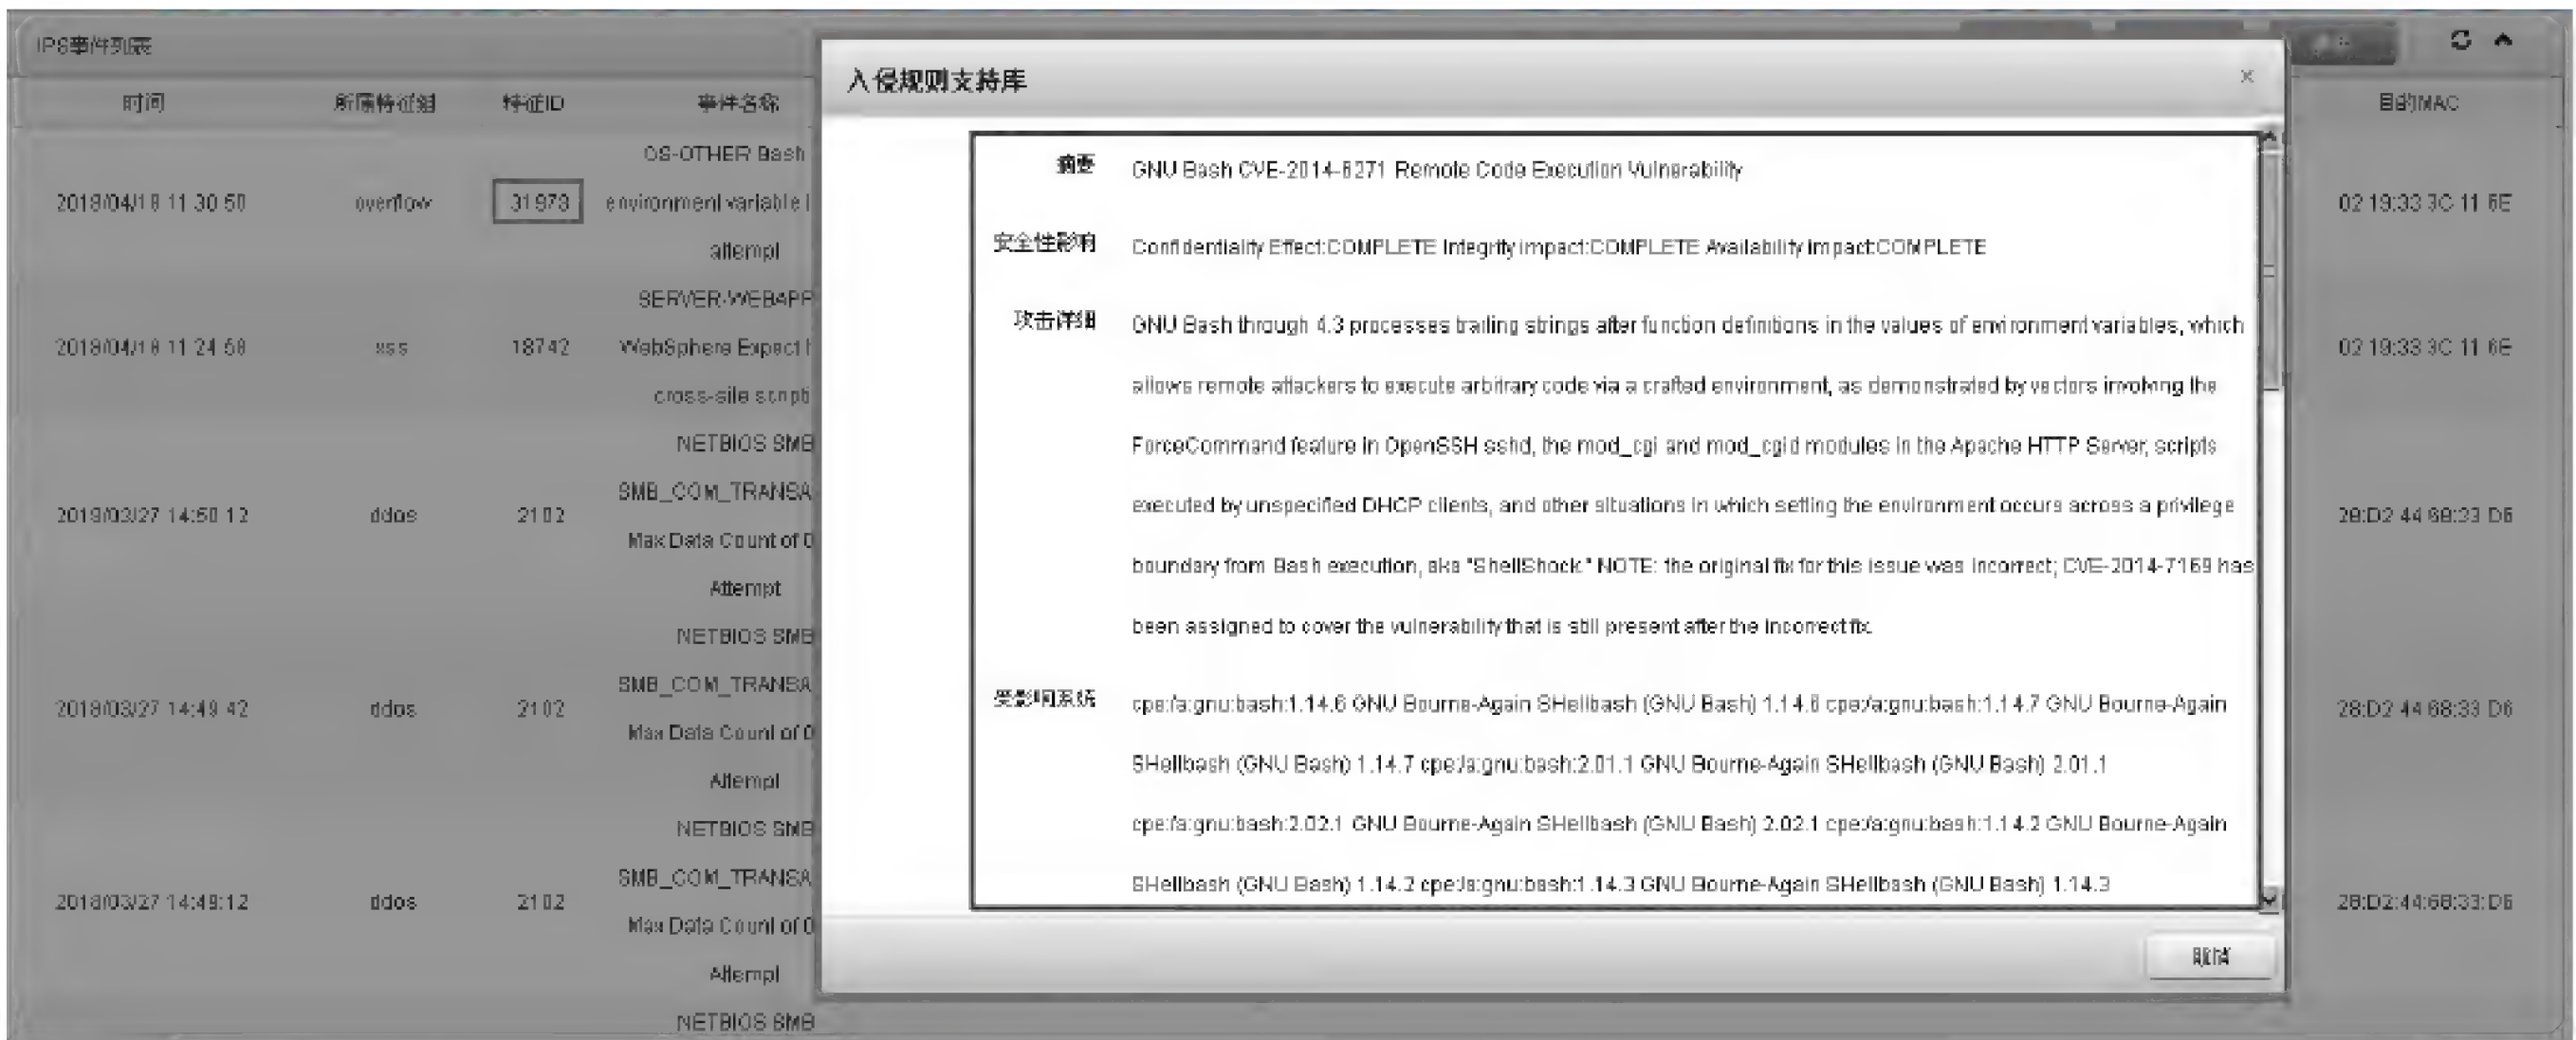 IPS事件列表
时间 所属特征组 特征ID 事件名称 目的MAC
OS-OTHER Bash
2018/04/18 11:30:50 overflow 31978 environment variable 02:19:33:3C:11:6E
attempt
SERVER-WEBAPP
2018/04/18 11:24:58 xss 18742 WebSphere Expect 02:19:33:3C:11:6E
cross-site scripti
NETBIOS SMB
SMB_COM_TRANSA
2018/03/27 14:50:12 ddos 2102 28:D2:44:68:33:D6
Max Data Count of 0
Attempt
NETBIOS SMB
SMB_COM_TRANSA
2018/03/27 14:49:42 ddos 2102 28:D2:44:68:33:D6
Max Data Count of 0
Attempt
NETBIOS SMB
SMB_COM_TRANSA
2018/03/27 14:49:12 ddos 2102 28:D2:44:68:33:D6
Max Data Count of 0
Attempt
NETBIOS SMB
入侵规则支持库
摘要 GNU Bash CVE-2014-6271 Remote Code Execution Vulnerability
安全性影响 Confidentiality Effect:COMPLETE Integrity impact:COMPLETE Availability impact:COMPLETE
攻击详细 GNU Bash through 4.3 processes trailing strings after function definitions in the values of environment variables, which
allows remote attackers to execute arbitrary code via a crafted environment, as demonstrated by vectors involving the
ForceCommand feature in OpenSSH sshd, the mod_cgi and mod_cgid modules in the Apache HTTP Server, scripts
executed by unspecified DHCP clients, and other situations in which setting the environment occurs across a privilege
boundary from Bash execution, aka "ShellShock." NOTE: the original fix for this issue was incorrect; CVE-2014-7169 has
been assigned to cover the vulnerability that is still present after the incorrect fix.
受影响系统 cpe:/a:gnu:bash:1.14.6 GNU Bourne-Again SHellbash (GNU Bash) 1.14.6 cpe:/a:gnu:bash:1.14.7 GNU Bourne-Again
SHellbash (GNU Bash) 1.14.7 cpe:/a:gnu:bash:2.01.1 GNU Bourne-Again SHellbash (GNU Bash) 2.01.1
cpe:/a:gnu:bash:2.02.1 GNU Bourne-Again SHellbash (GNU Bash) 2.02.1 cpe:/a:gnu:bash:1.14.2 GNU Bourne-Again
SHellbash (GNU Bash) 1.14.2 cpe:/a:gnu:bash:1.14.3 GNU Bourne-Again SHellbash (GNU Bash) 1.14.3
取消